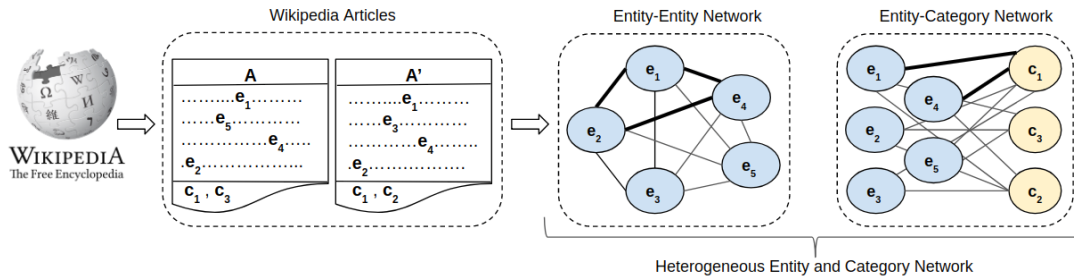 Wikipedia Articles
Entity-Entity Network
Entity-Category Network
Ω W И 維 7
WIKIPEDIA
The Free Encyclopedia
A
.........e1.........
.....e5............
.................e4.....
.e2...................
c1 , c3
A’
.........e1.......
.....e3............
.................e4.....
.e2..................
c1 , c2
e1
e2
e3
e4
e5
e1
e2
e3
e4
e5
c1
c3
c2
Heterogeneous Entity and Category Network